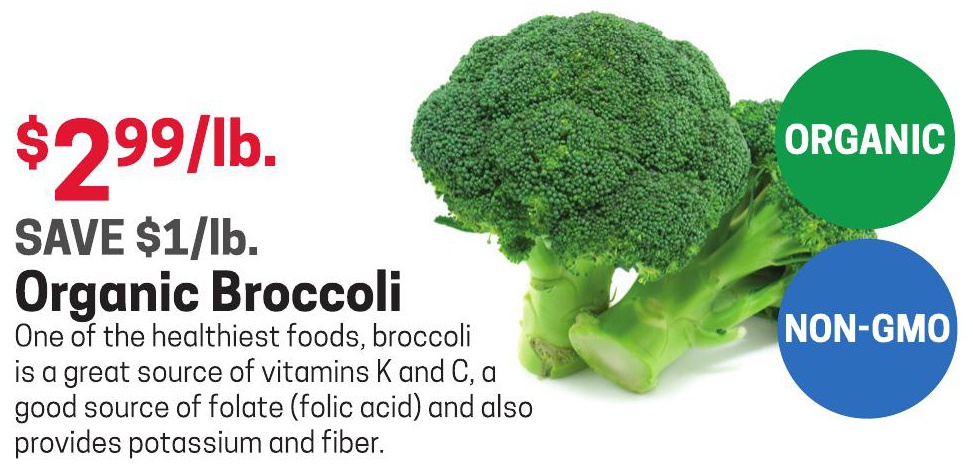 $2.99/lb.
SAVE $1/lb.
Organic Broccoli
One of the healthiest foods, broccoli
is a great source of vitamins K and C, a
good source of folate (folic acid) and also
provides potassium and fiber.
ORGANIC
NON-GMO